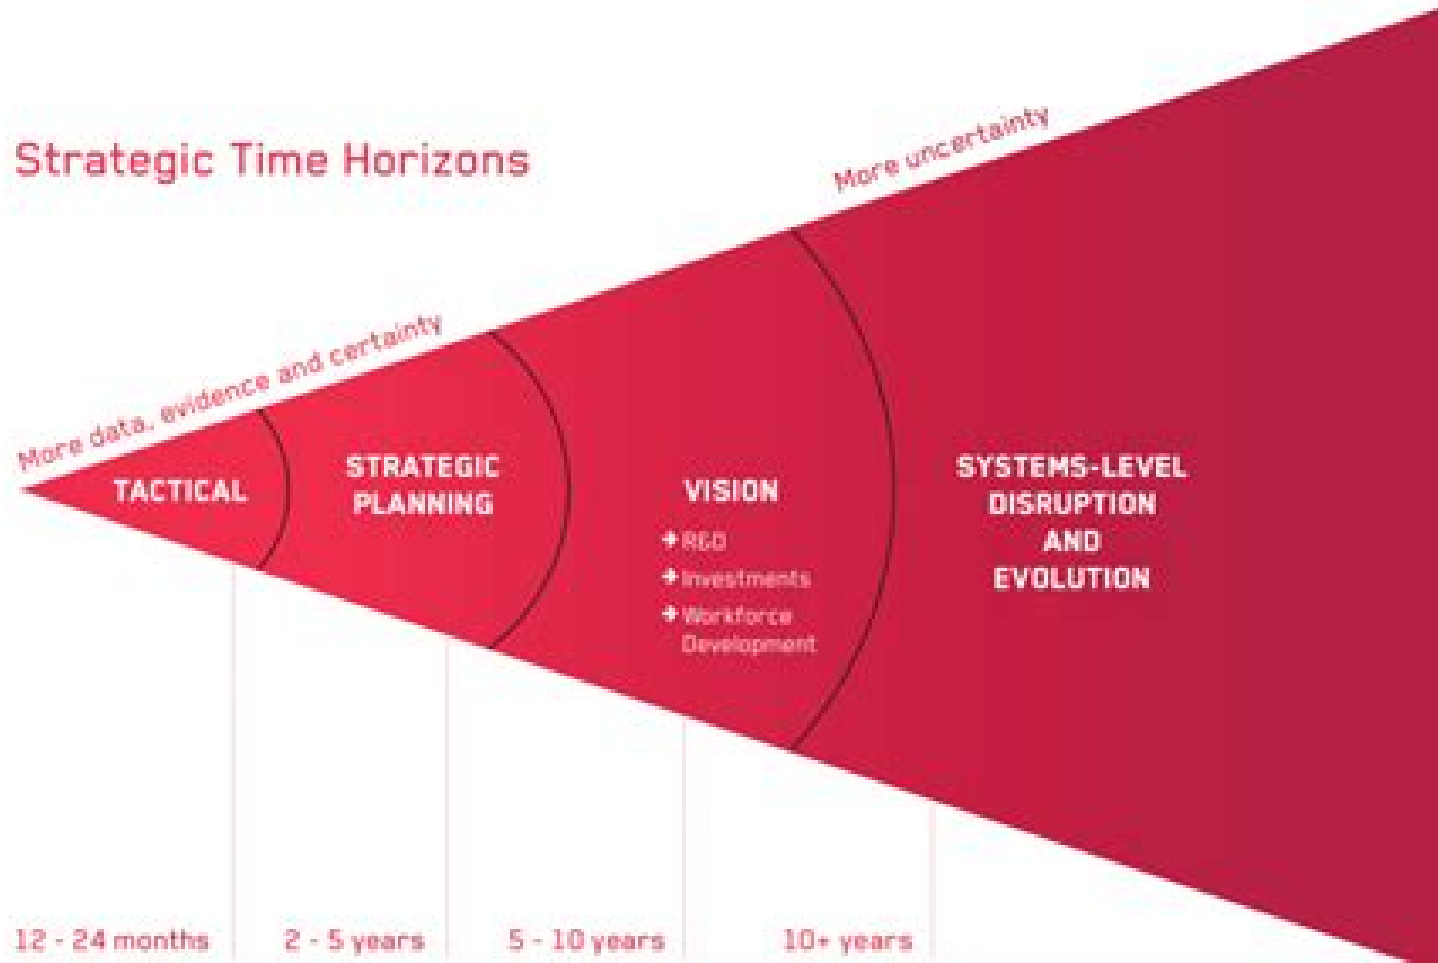 Strategic Time Horizons
More uncertainty
More data, evidence and certainty
TACTICAL
STRATEGIC
PLANNING
VISION
→ R&D
→ Investments
→ Workforce
Development
SYSTEMS-LEVEL
DISRUPTION
AND
EVOLUTION
12 - 24 months
2 - 5 years
5 - 10 years
10+ years